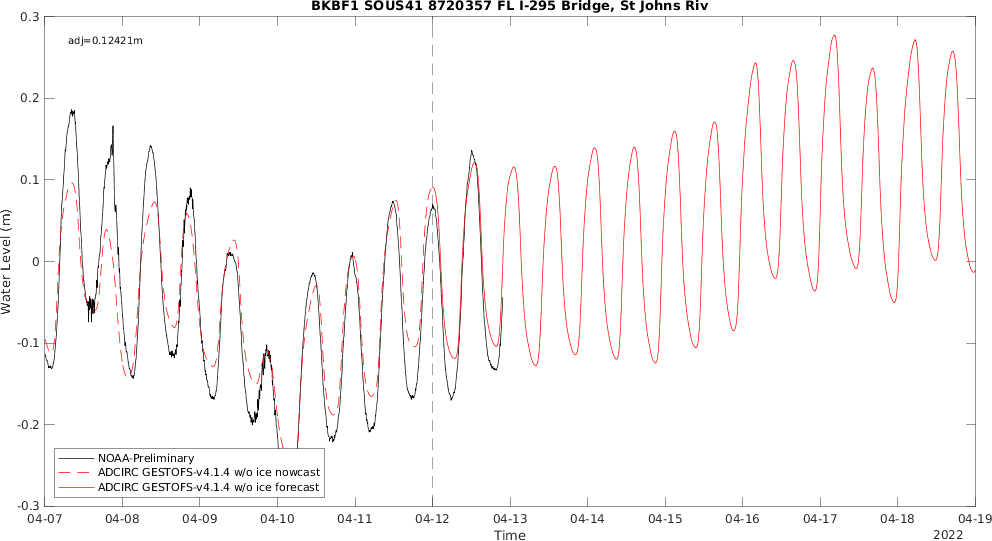 BKBF1 SOUS41 8720357 FL I-295 Bridge, St Johns Riv
adj=0.12421m
0.3
0.2
0.1
0
-0.1
-0.2
-0.3
Water Level (m)
NOAA-Preliminary
ADCIRC GESTOFS-v4.1.4 w/o ice nowcast
ADCIRC GESTOFS-v4.1.4 w/o ice forecast
04-07 04-08 04-09 04-10 04-11 04-12 04-13 04-14 04-15 04-16 04-17 04-18 04-19
Time
2022